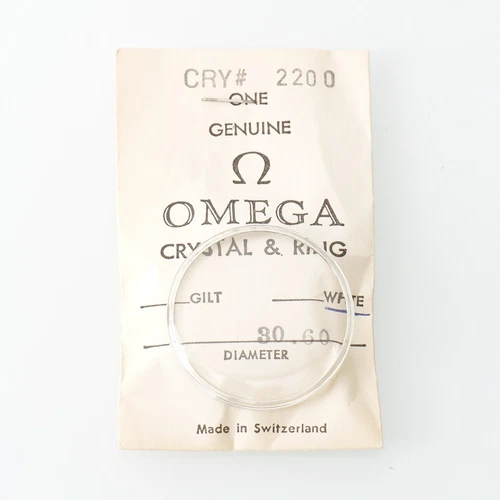 CRY# 2200
ONE
GENUINE
Ω
OMEGA
CRYSTAL & RING
GILT WHITE
30.60
DIAMETER
Made in Switzerland